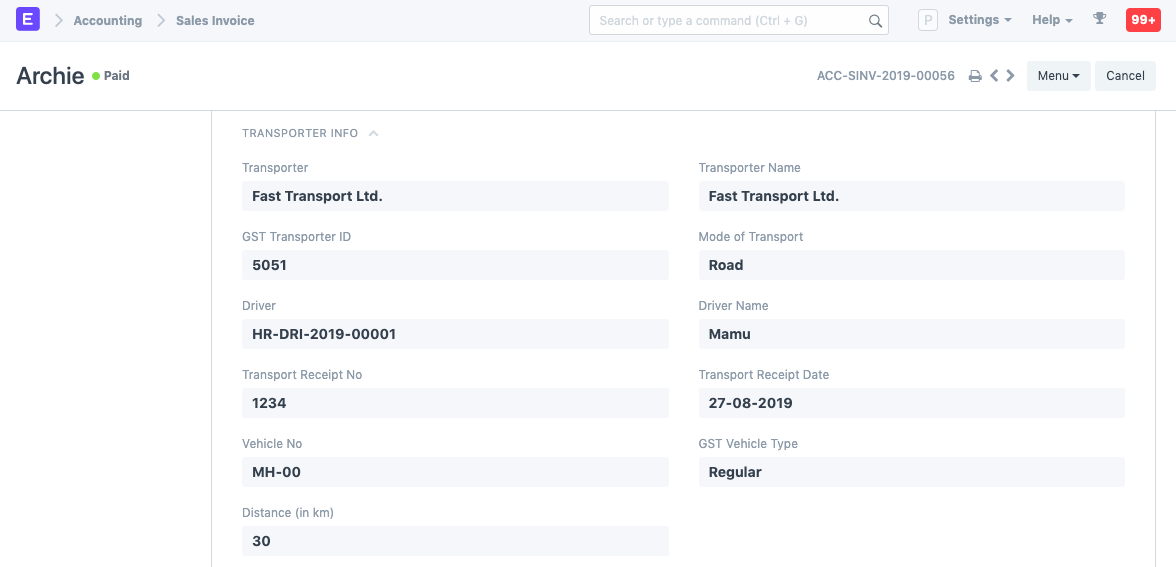 E Accounting Sales Invoice Search or type a command (Ctrl + G) P Settings Help 99+
Archie Paid ACC-SINV-2019-00056 Menu Cancel
TRANSPORTER INFO
Transporter Transporter Name
Fast Transport Ltd. Fast Transport Ltd.
GST Transporter ID Mode of Transport
5051 Road
Driver Driver Name
HR-DRI-2019-00001 Mamu
Transport Receipt No Transport Receipt Date
1234 27-08-2019
Vehicle No GST Vehicle Type
MH-00 Regular
Distance (in km)
30